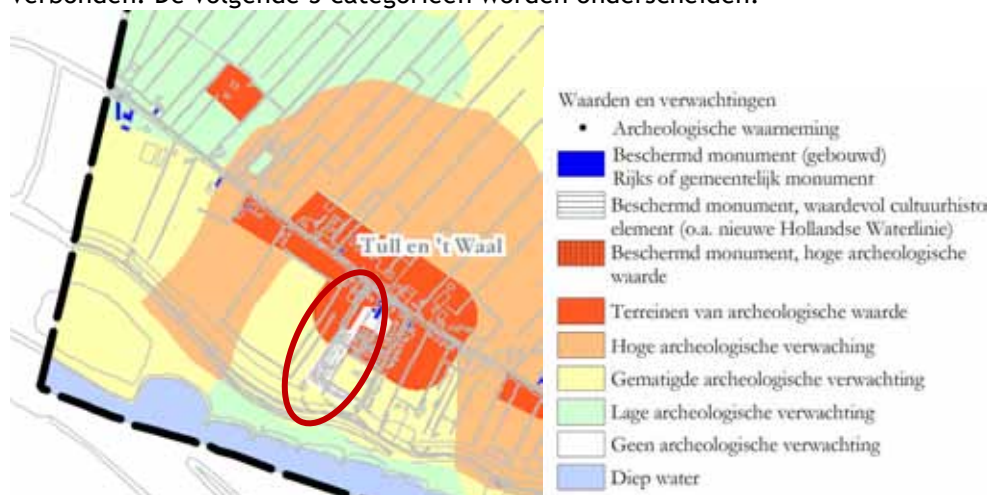 verbonden. De volgende 5 categorieën worden onderscheiden:
Tull en 't Waal
Waarden en verwachtingen
Archeologische waarneming
Beschermd monument (gebouwd)
Rijks of gemeentelijk monument
Beschermd monument, waardevol cultuurhisto
element (o.a. nieuwe Hollandse Waterlinie)
Beschermd monument, hoge archeologische
waarde
Terreinen van archeologische waarde
Hoge archeologische verwaching
Gematigde archeologische verwachting
Lage archeologische verwachting
Geen archeologische verwachting
Diep water